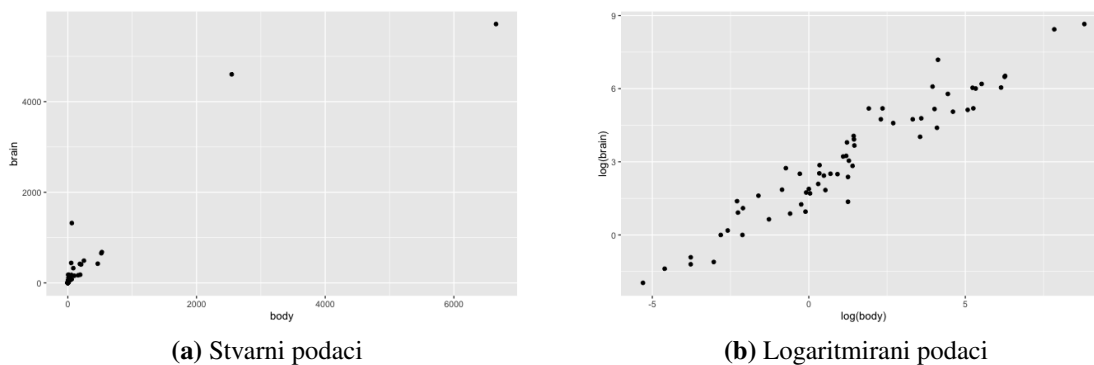 brain
4000
2000
0
0
2000
4000
6000
body
(a) Stvarni podaci
log(brain)
9
6
3
0
-5
0
5
log(body)
(b) Logaritmirani podaci